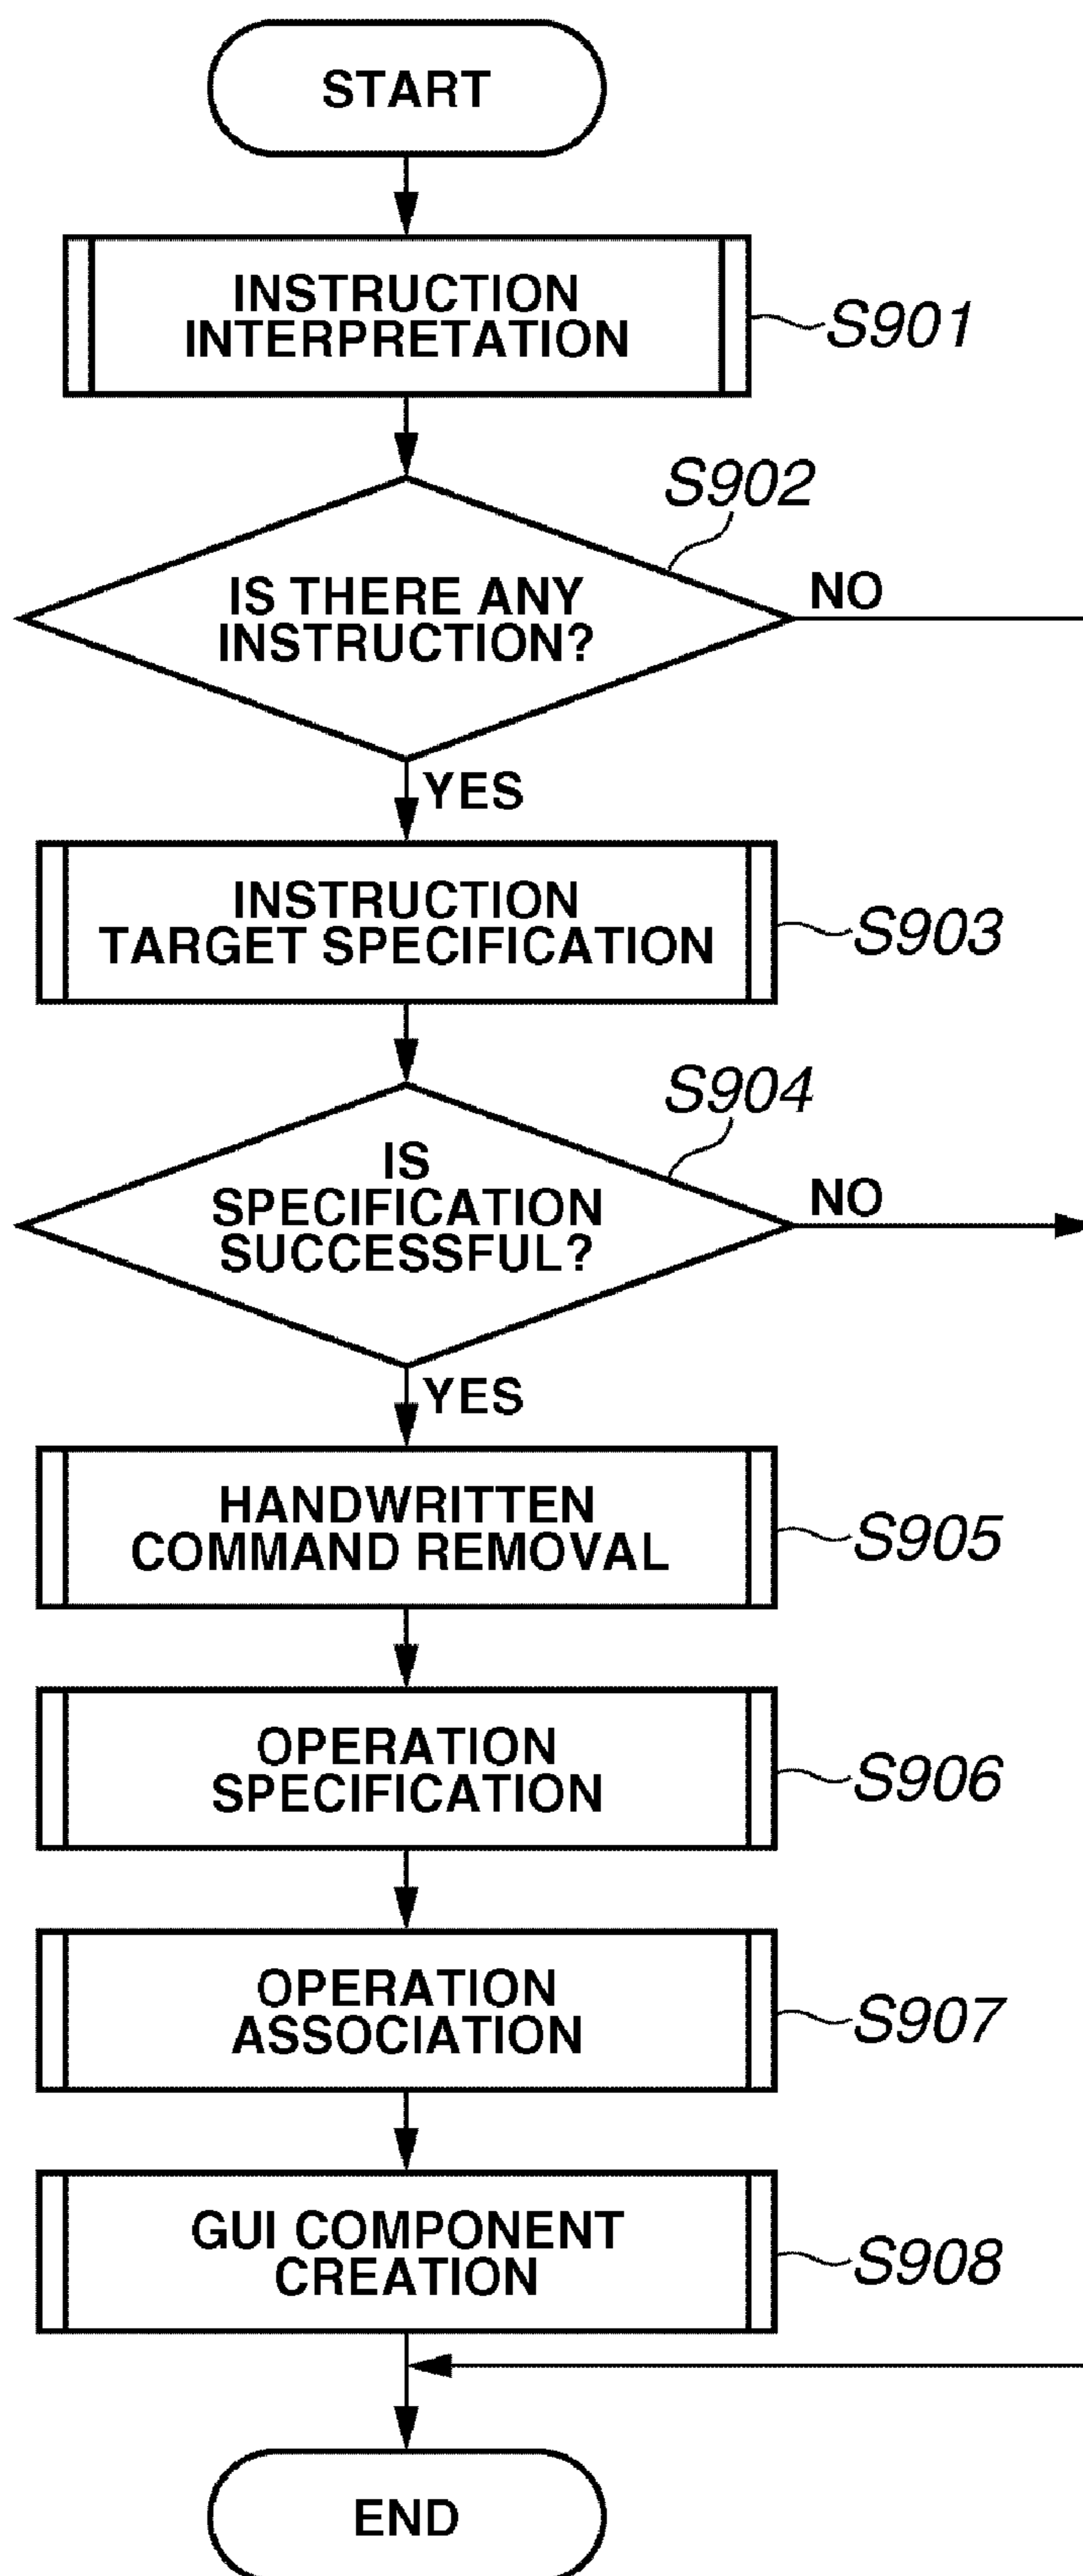 START
INSTRUCTION
INTERPRETATION
S901
S902
IS THERE ANY
INSTRUCTION?
NO
YES
INSTRUCTION
TARGET SPECIFICATION
S903
S904
IS
SPECIFICATION
SUCCESSFUL?
NO
YES
HANDWRITTEN
COMMAND REMOVAL
S905
OPERATION
SPECIFICATION
S906
OPERATION
ASSOCIATION
S907
GUI COMPONENT
CREATION
S908
END